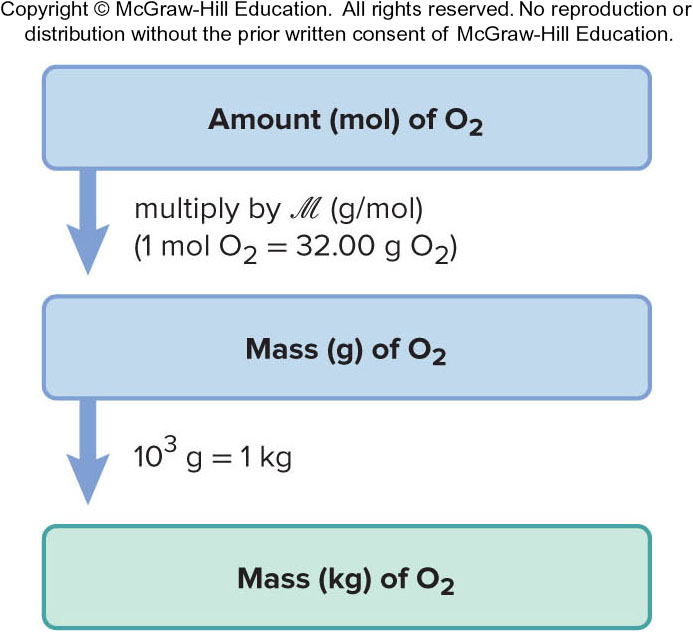 Copyright © McGraw-Hill Education. All rights reserved. No reproduction or
distribution without the prior written consent of McGraw-Hill Education.
Amount (mol) of O₂
multiply by ℳ (g/mol)
(1 mol O₂ = 32.00 g O₂)
Mass (g) of O₂
10³ g = 1 kg
Mass (kg) of O₂